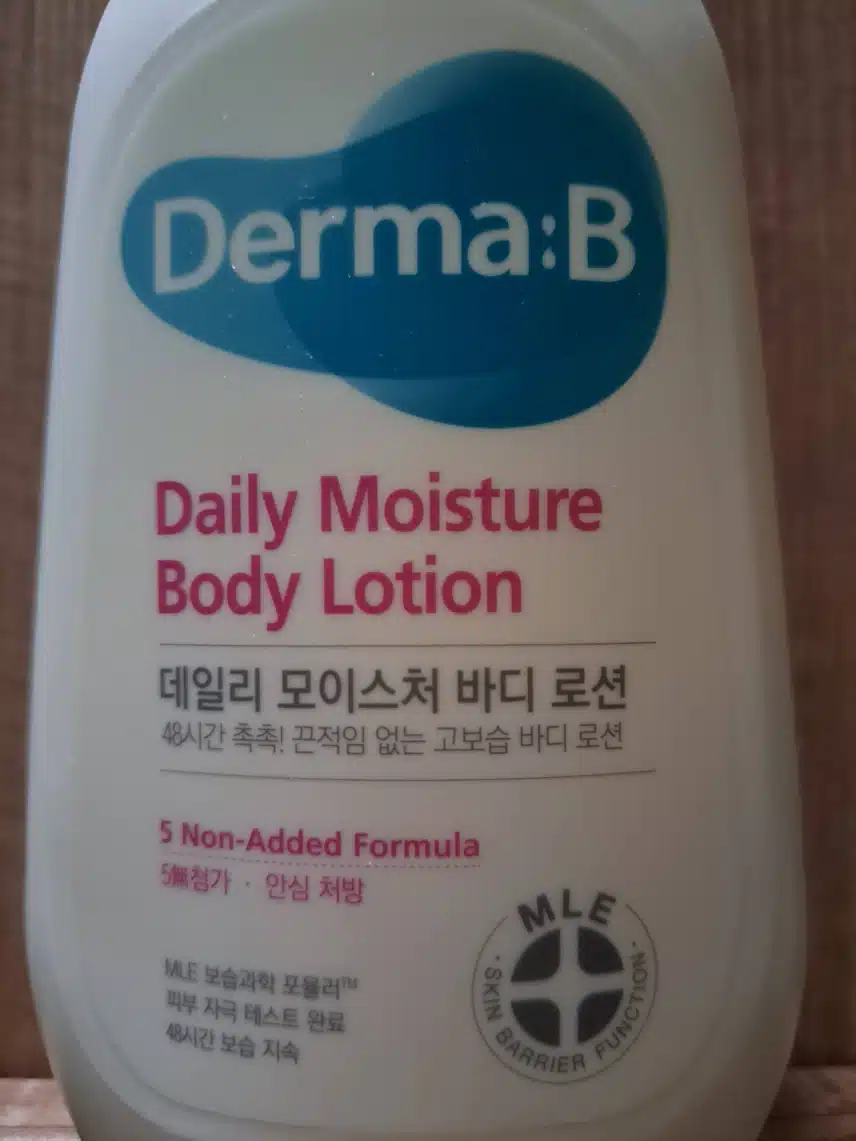 Derma:B
Daily Moisture
Body Lotion
데일리 모이스처 바디 로션
48시간 촉촉! 끈적임 없는 고보습 바디 로션
5 Non-Added Formula
5無첨가 · 안심 처방
MLE 보습과학 포뮬러™
피부 자극 테스트 완료
48시간 보습 지속
MLE
· SKIN BARRIER FUNCTION ·